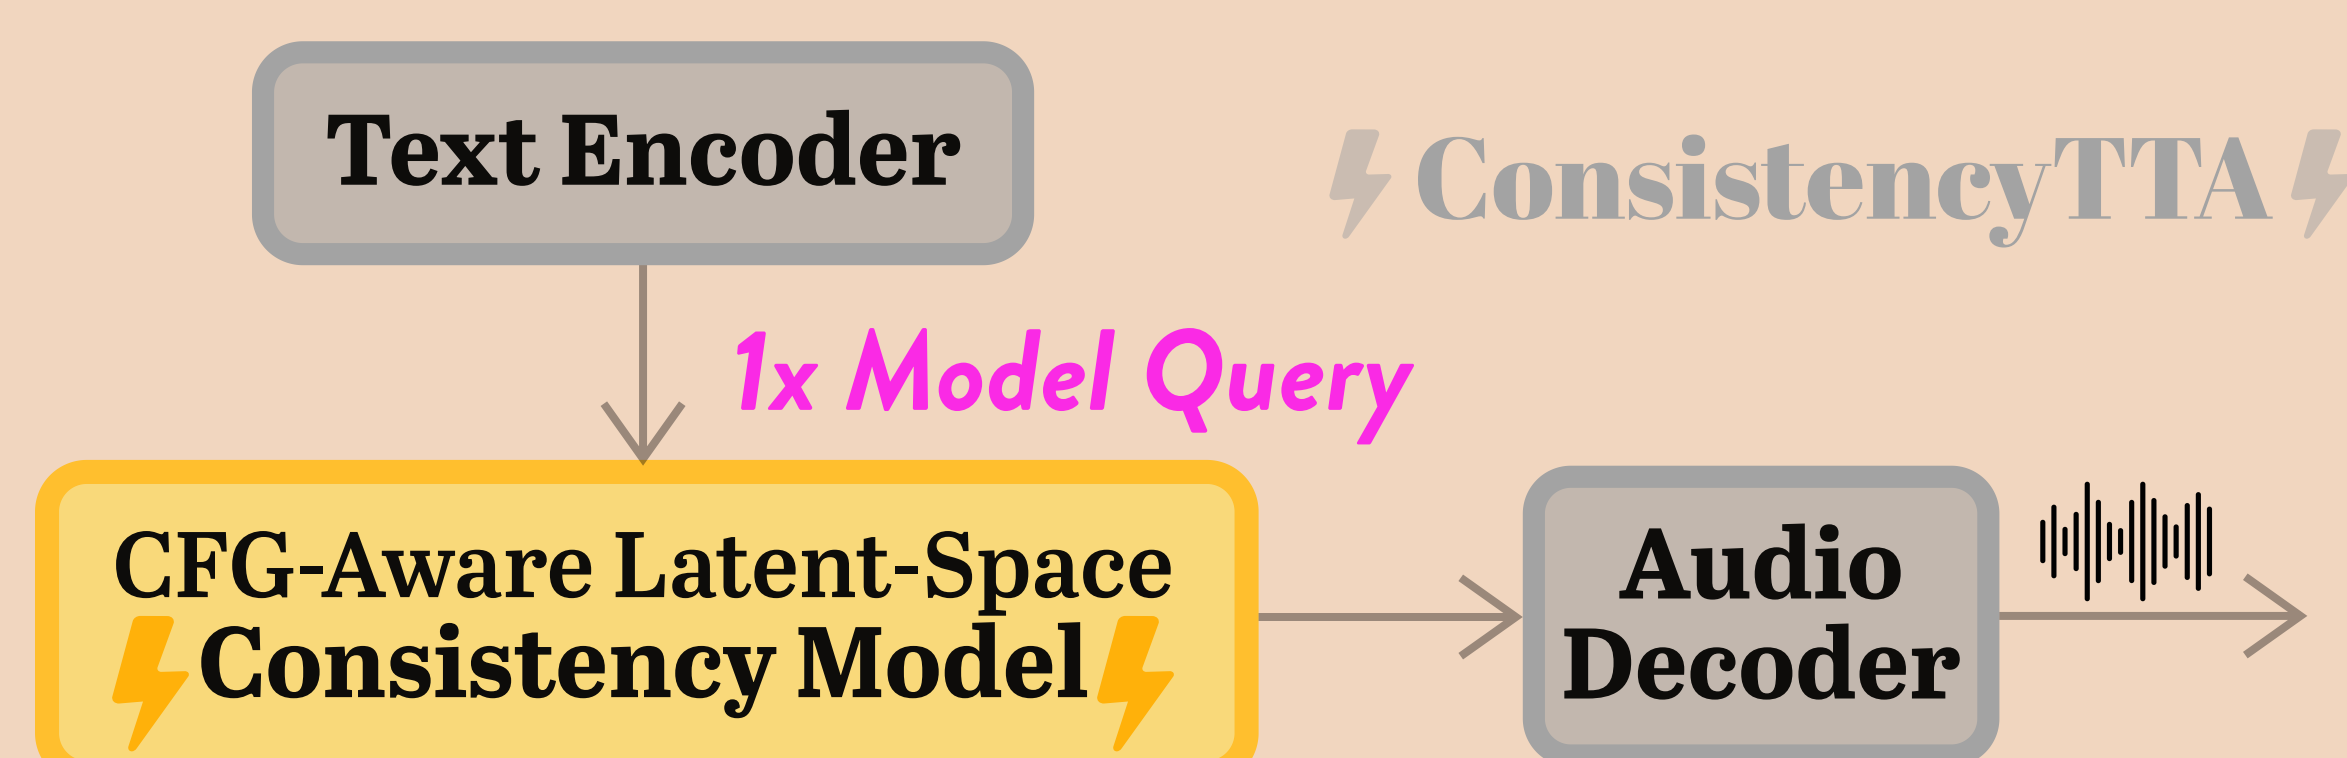 Text Encoder
ConsistencyTTA
1x Model Query
CFG-Aware Latent-Space
Consistency Model
Audio
Decoder